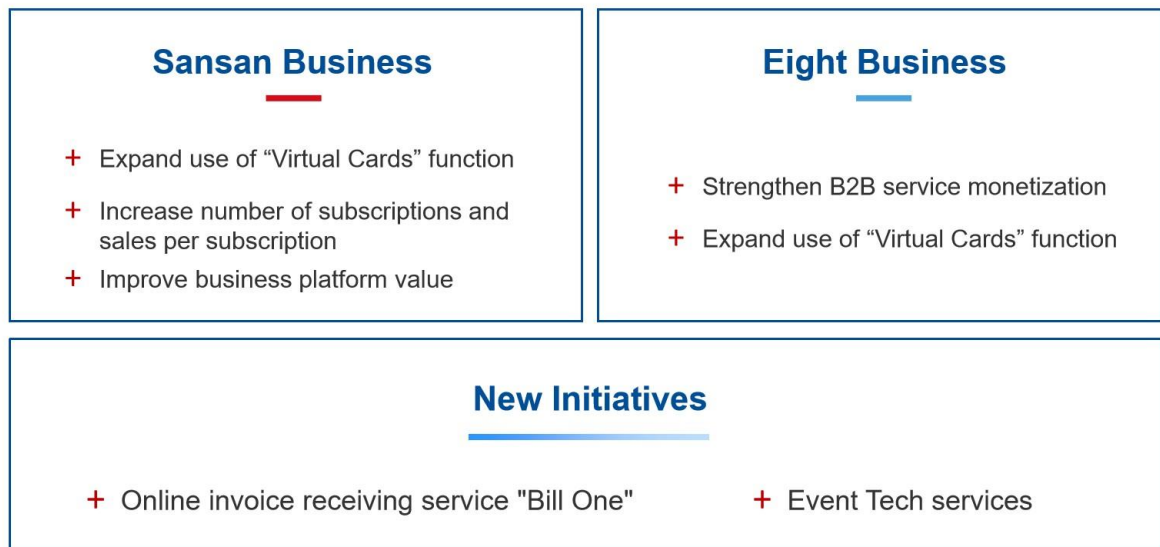 Sansan Business
+ Expand use of “Virtual Cards” function
+ Increase number of subscriptions and
sales per subscription
+ Improve business platform value
Eight Business
+ Strengthen B2B service monetization
+ Expand use of “Virtual Cards” function
New Initiatives
+ Online invoice receiving service "Bill One"
+ Event Tech services